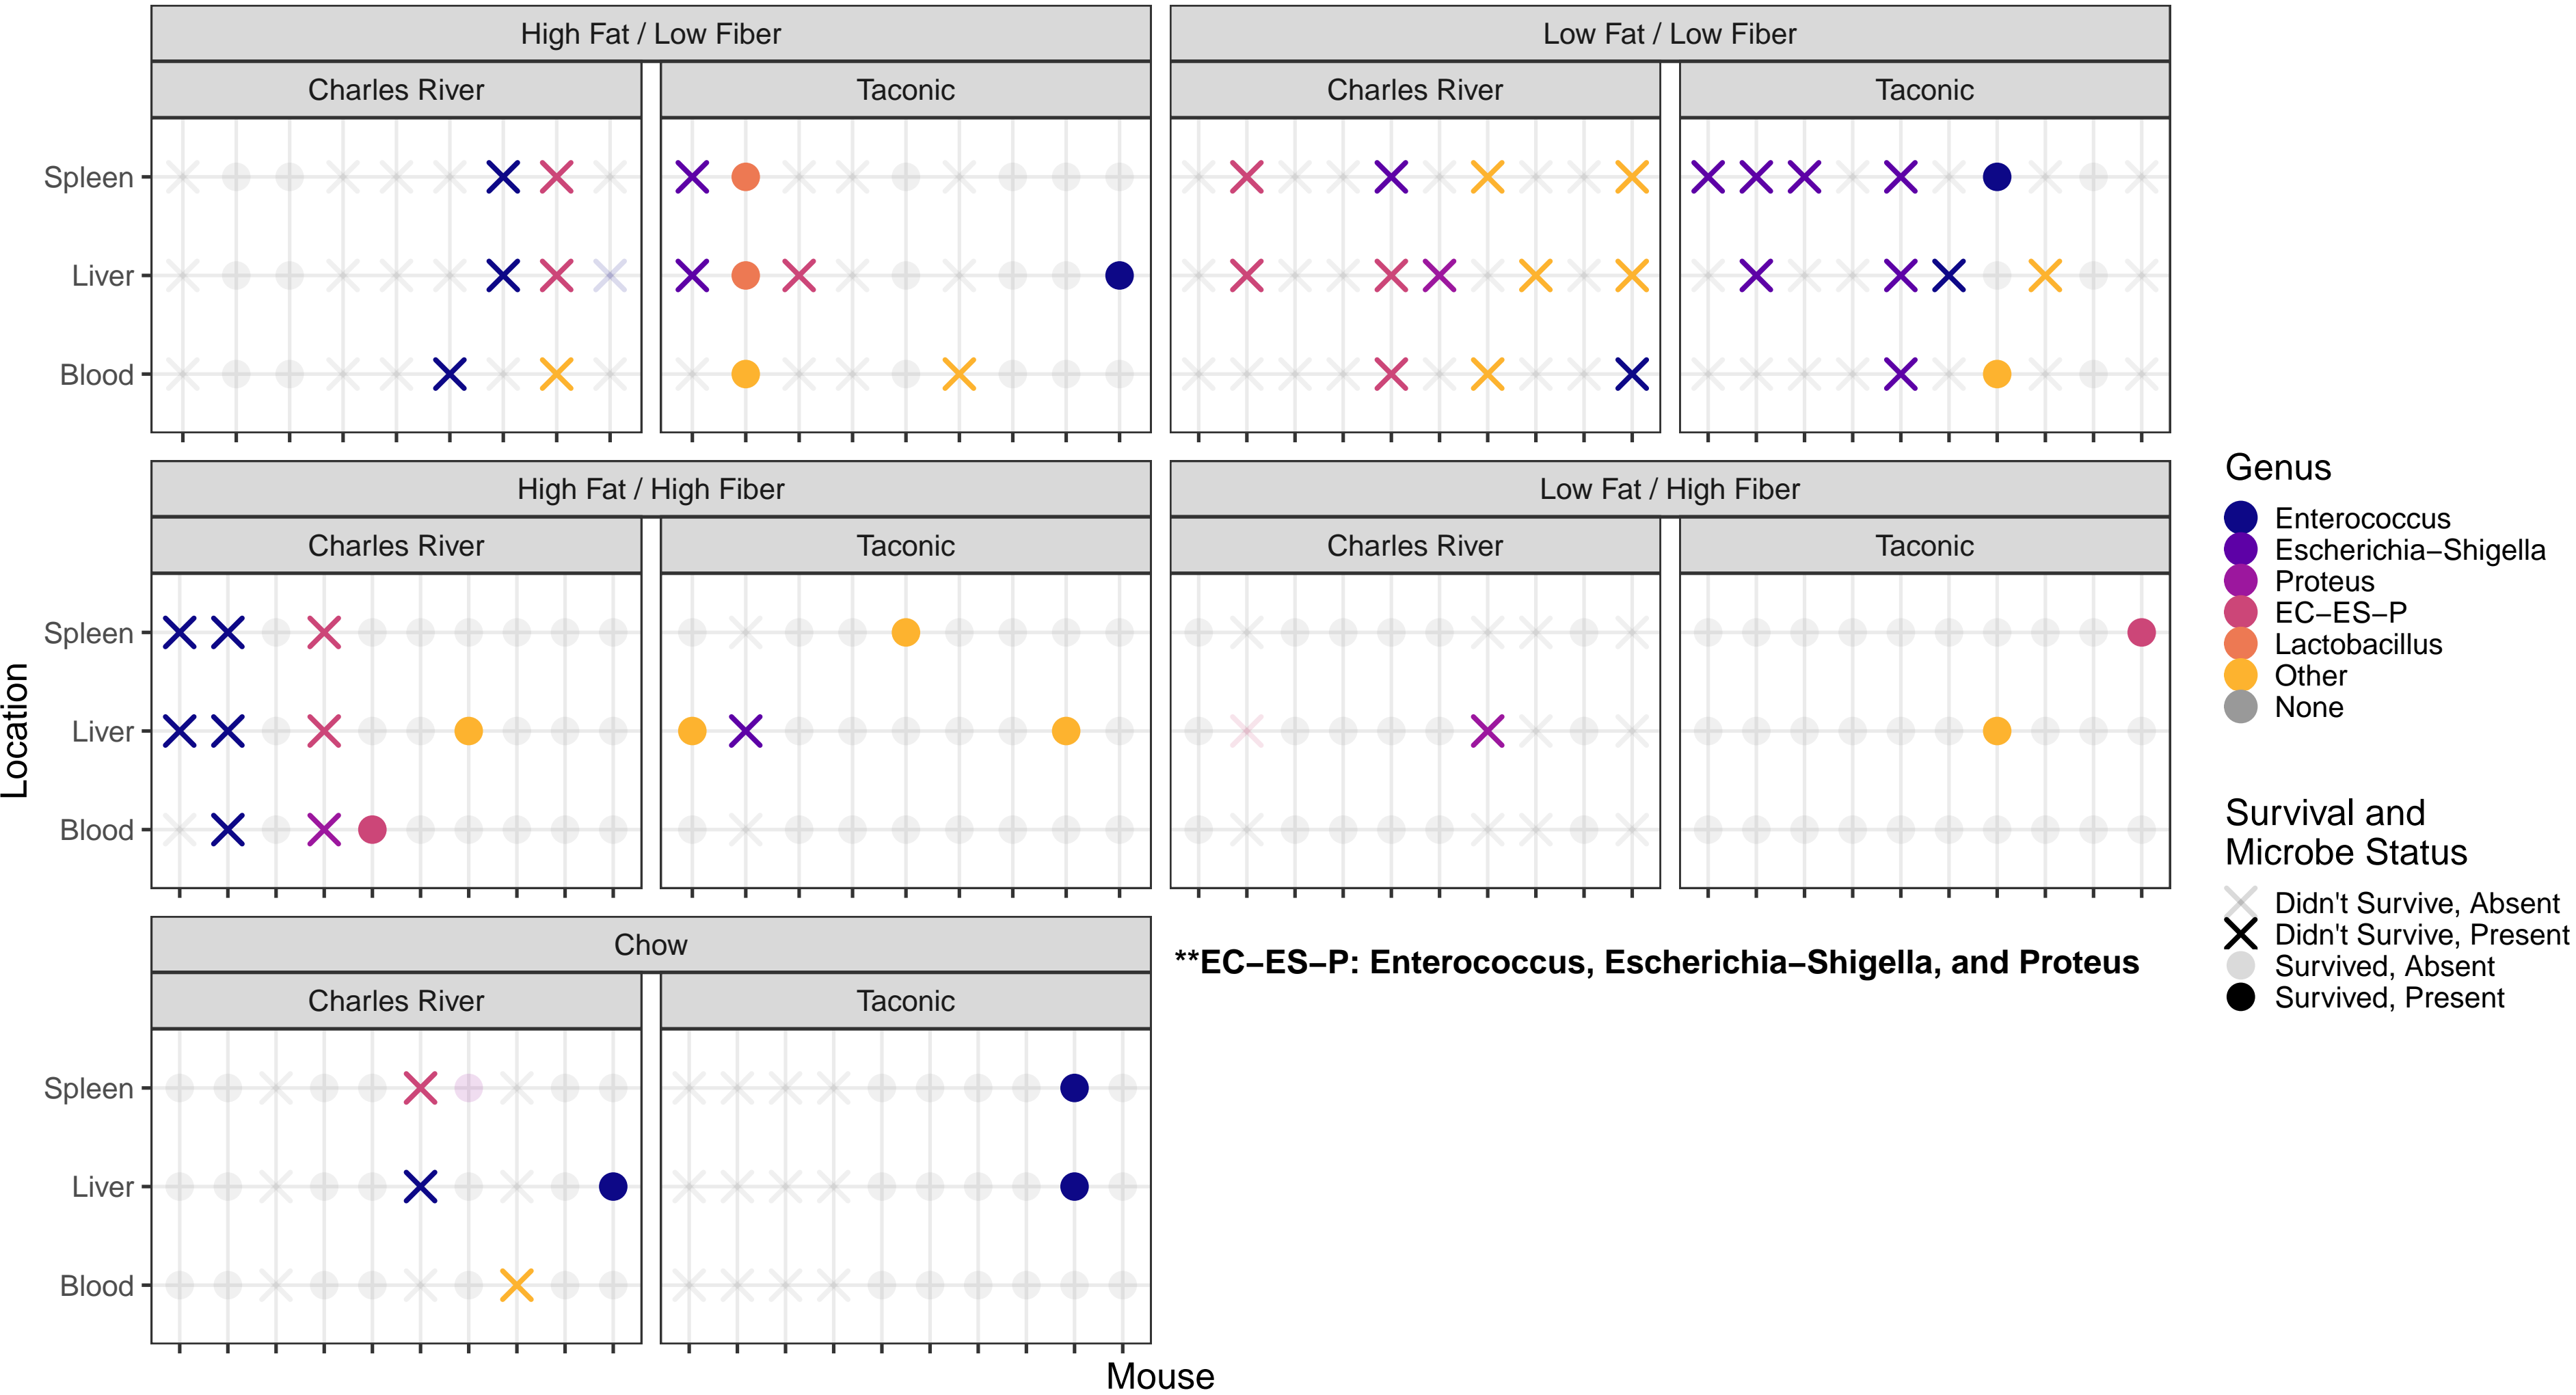 High Fat / Low Fiber
Low Fat / Low Fiber
Charles River
Taconic
Charles River
Taconic
Spleen
Liver
Blood
High Fat / High Fiber
Low Fat / High Fiber
Charles River
Taconic
Charles River
Taconic
Spleen
Liver
Blood
Chow
Charles River
Taconic
Spleen
Liver
Blood
**EC−ES−P: Enterococcus, Escherichia−Shigella, and Proteus
Location
Mouse
Genus
Enterococcus
Escherichia−Shigella
Proteus
EC−ES−P
Lactobacillus
Other
None
Survival and
Microbe Status
Didn't Survive, Absent
Didn't Survive, Present
Survived, Absent
Survived, Present